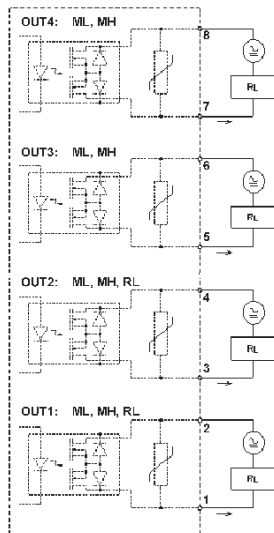 OUT4: ML, MH
8
RL
7
OUT3: ML, MH
6
RL
5
OUT2: ML, MH, RL
4
RL
3
OUT1: ML, MH, RL
2
RL
1